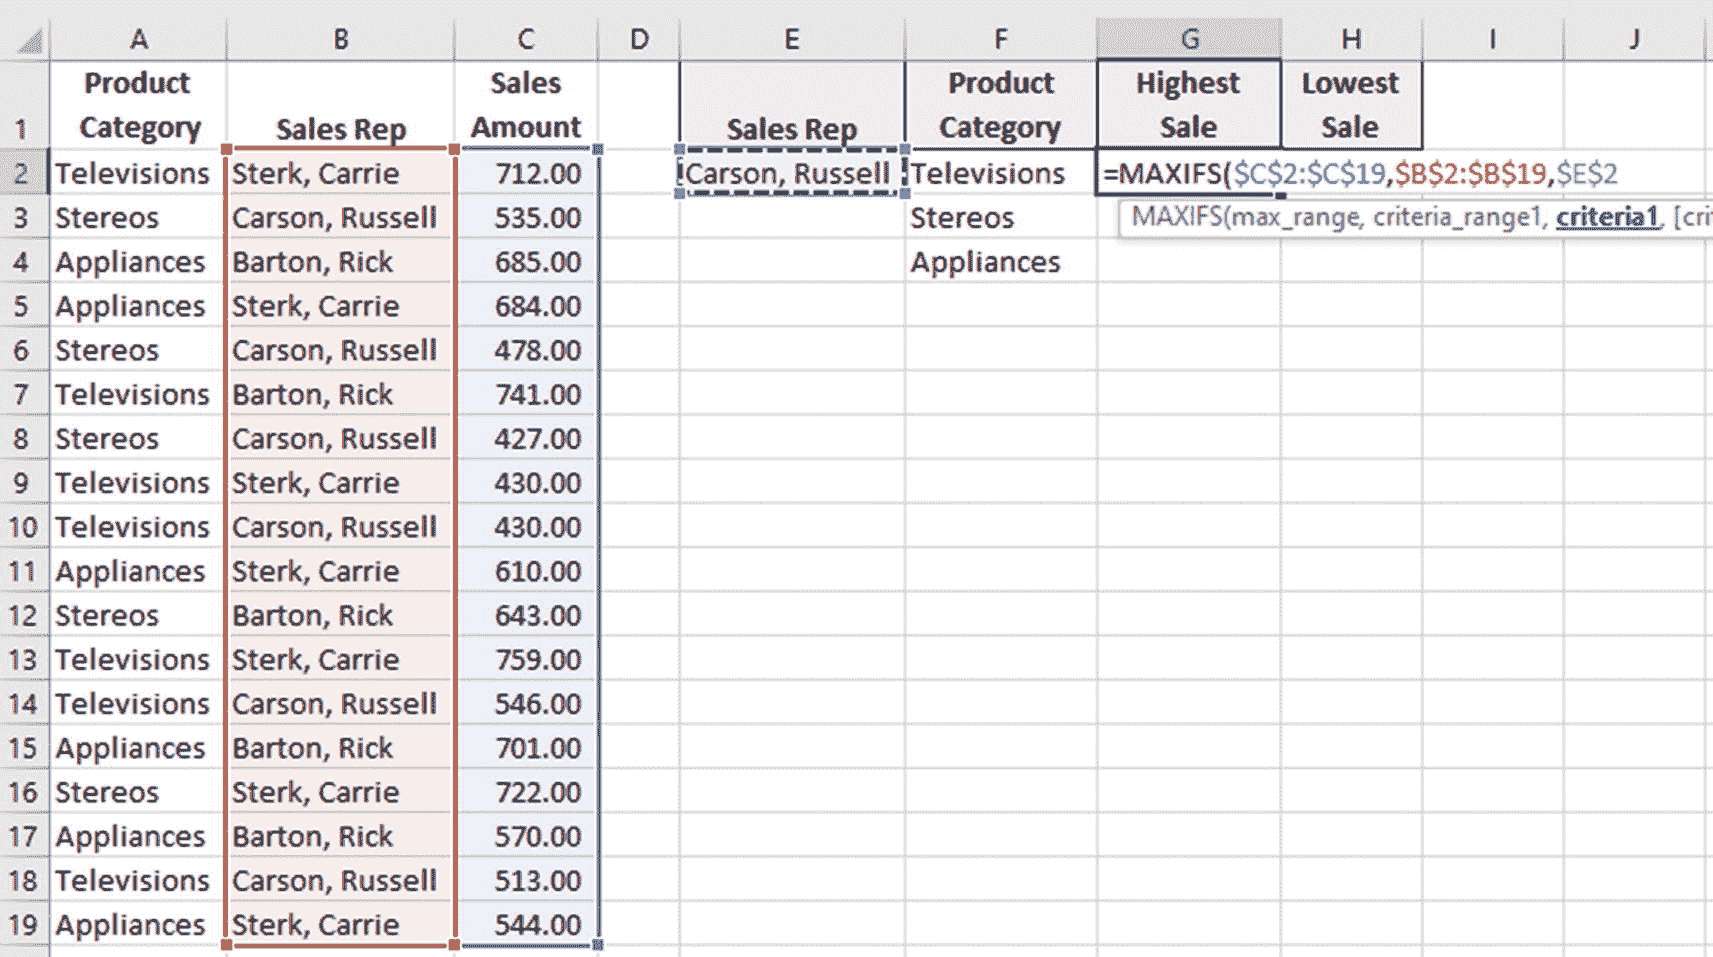 A B C D E F G H I J
Product Sales Product Highest Lowest
1 Category Sales Rep Amount Sales Rep Category Sale Sale
2 Televisions Sterk, Carrie 712.00 Carson, Russell Televisions =MAXIFS($C$2:$C$19,$B$2:$B$19,$E$2
3 Stereos Carson, Russell 535.00 Stereos MAXIFS(max_range, criteria_range1, criteria1, [cri
4 Appliances Barton, Rick 685.00 Appliances
5 Appliances Sterk, Carrie 684.00
6 Stereos Carson, Russell 478.00
7 Televisions Barton, Rick 741.00
8 Stereos Carson, Russell 427.00
9 Televisions Sterk, Carrie 430.00
10 Televisions Carson, Russell 430.00
11 Appliances Sterk, Carrie 610.00
12 Stereos Barton, Rick 643.00
13 Televisions Sterk, Carrie 759.00
14 Televisions Carson, Russell 546.00
15 Appliances Barton, Rick 701.00
16 Stereos Sterk, Carrie 722.00
17 Appliances Barton, Rick 570.00
18 Televisions Carson, Russell 513.00
19 Appliances Sterk, Carrie 544.00